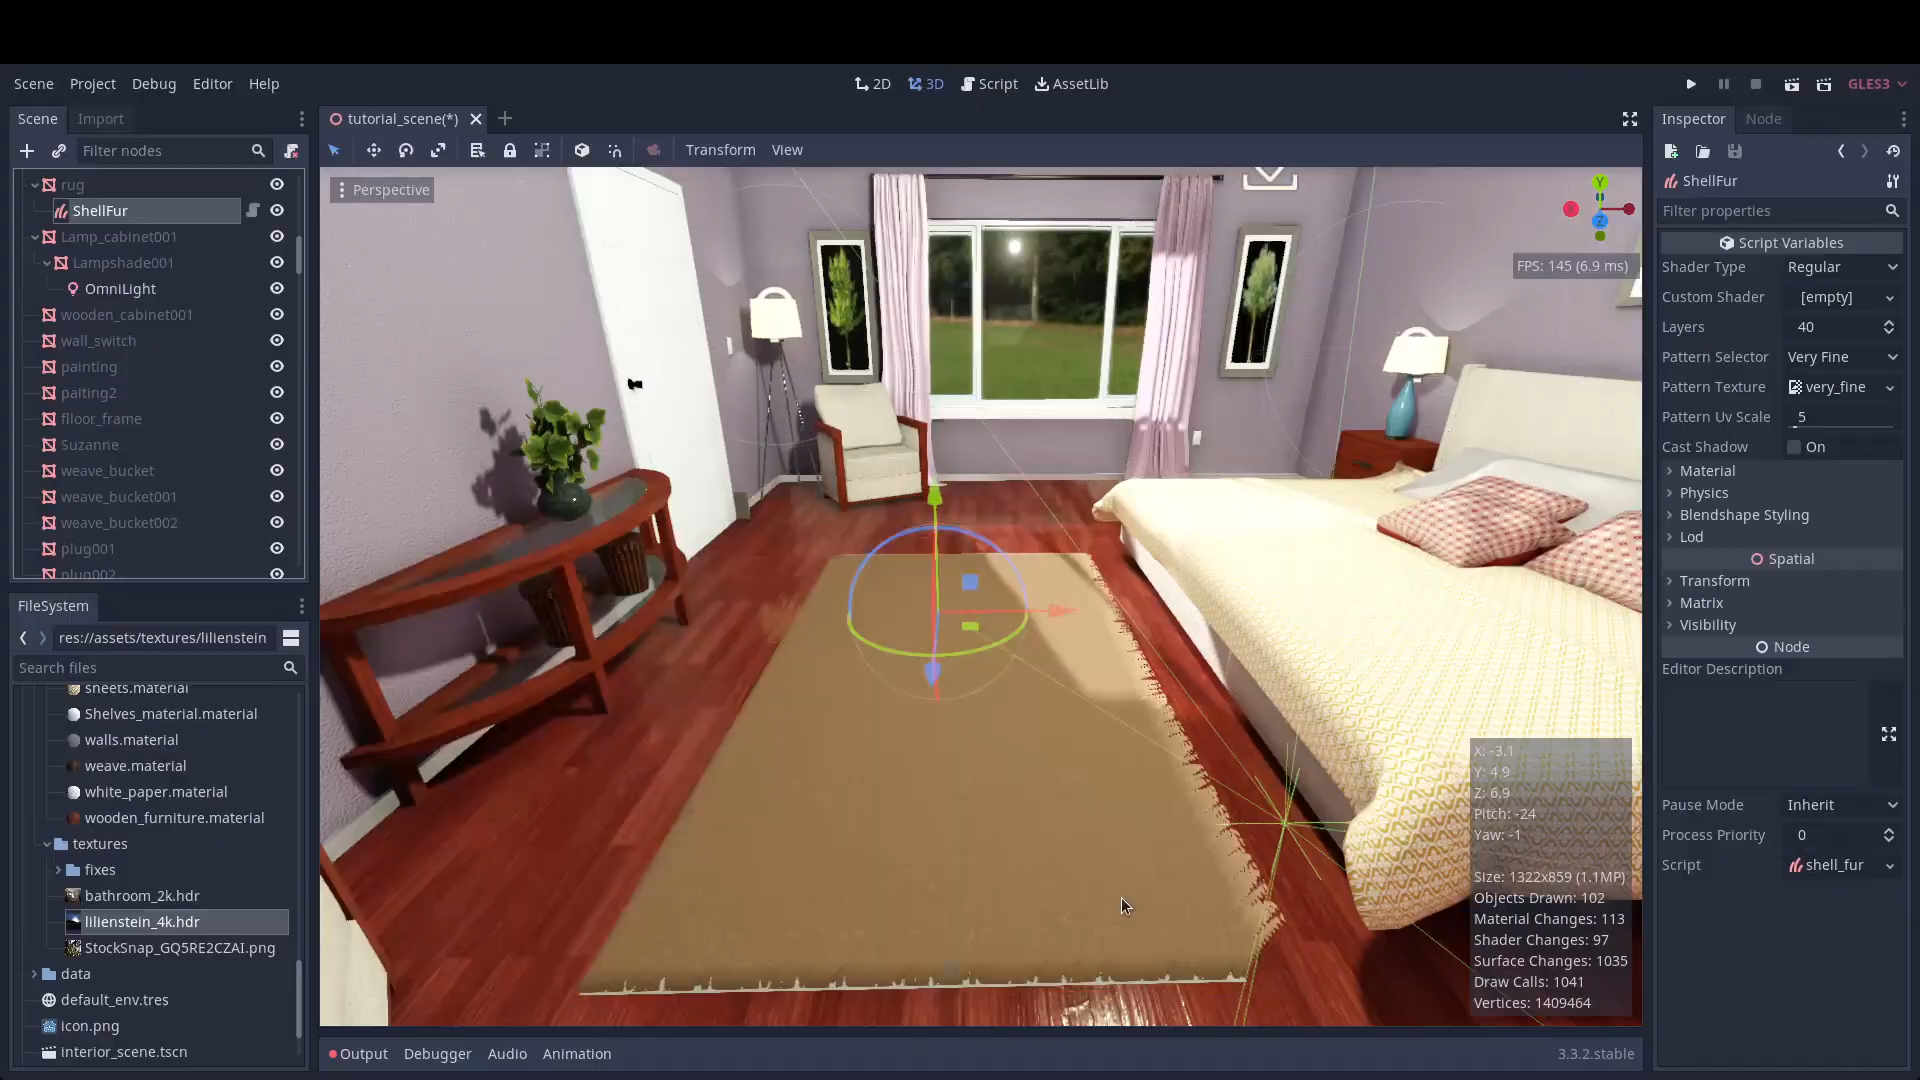 Scene Project Debug Editor Help
2D 3D Script AssetLib
GLES3
Scene Import
Filter nodes
rug
ShellFur
Lamp_cabinet001
Lampshade001
OmniLight
wooden_cabinet001
wall_switch
painting
paiting2
flloor_frame
Suzanne
weave_bucket
weave_bucket001
weave_bucket002
plug001
plug002
FileSystem
res://assets/textures/lilienstein
Search files
sheets.material
Shelves_material.material
walls.material
weave.material
white_paper.material
wooden_furniture.material
textures
fixes
bathroom_2k.hdr
lilienstein_4k.hdr
StockSnap_GQ5RE2CZAI.png
data
default_env.tres
icon.png
interior_scene.tscn
tutorial_scene(*)
Transform View
Perspective
Y
Z
FPS: 145 (6.9 ms)
X: -3.1
Y: 4.9
Z: 6.9
Pitch: -24
Yaw: -1
Size: 1322x859 (1.1MP)
Objects Drawn: 102
Material Changes: 113
Shader Changes: 97
Surface Changes: 1035
Draw Calls: 1041
Vertices: 1409464
Output Debugger Audio Animation
3.3.2.stable
Inspector Node
ShellFur
Filter properties
Script Variables
Shader Type Regular
Custom Shader [empty]
Layers 40
Pattern Selector Very Fine
Pattern Texture very_fine
Pattern Uv Scale 5
Cast Shadow On
Material
Physics
Blendshape Styling
Lod
Spatial
Transform
Matrix
Visibility
Node
Editor Description
Pause Mode Inherit
Process Priority 0
Script shell_fur